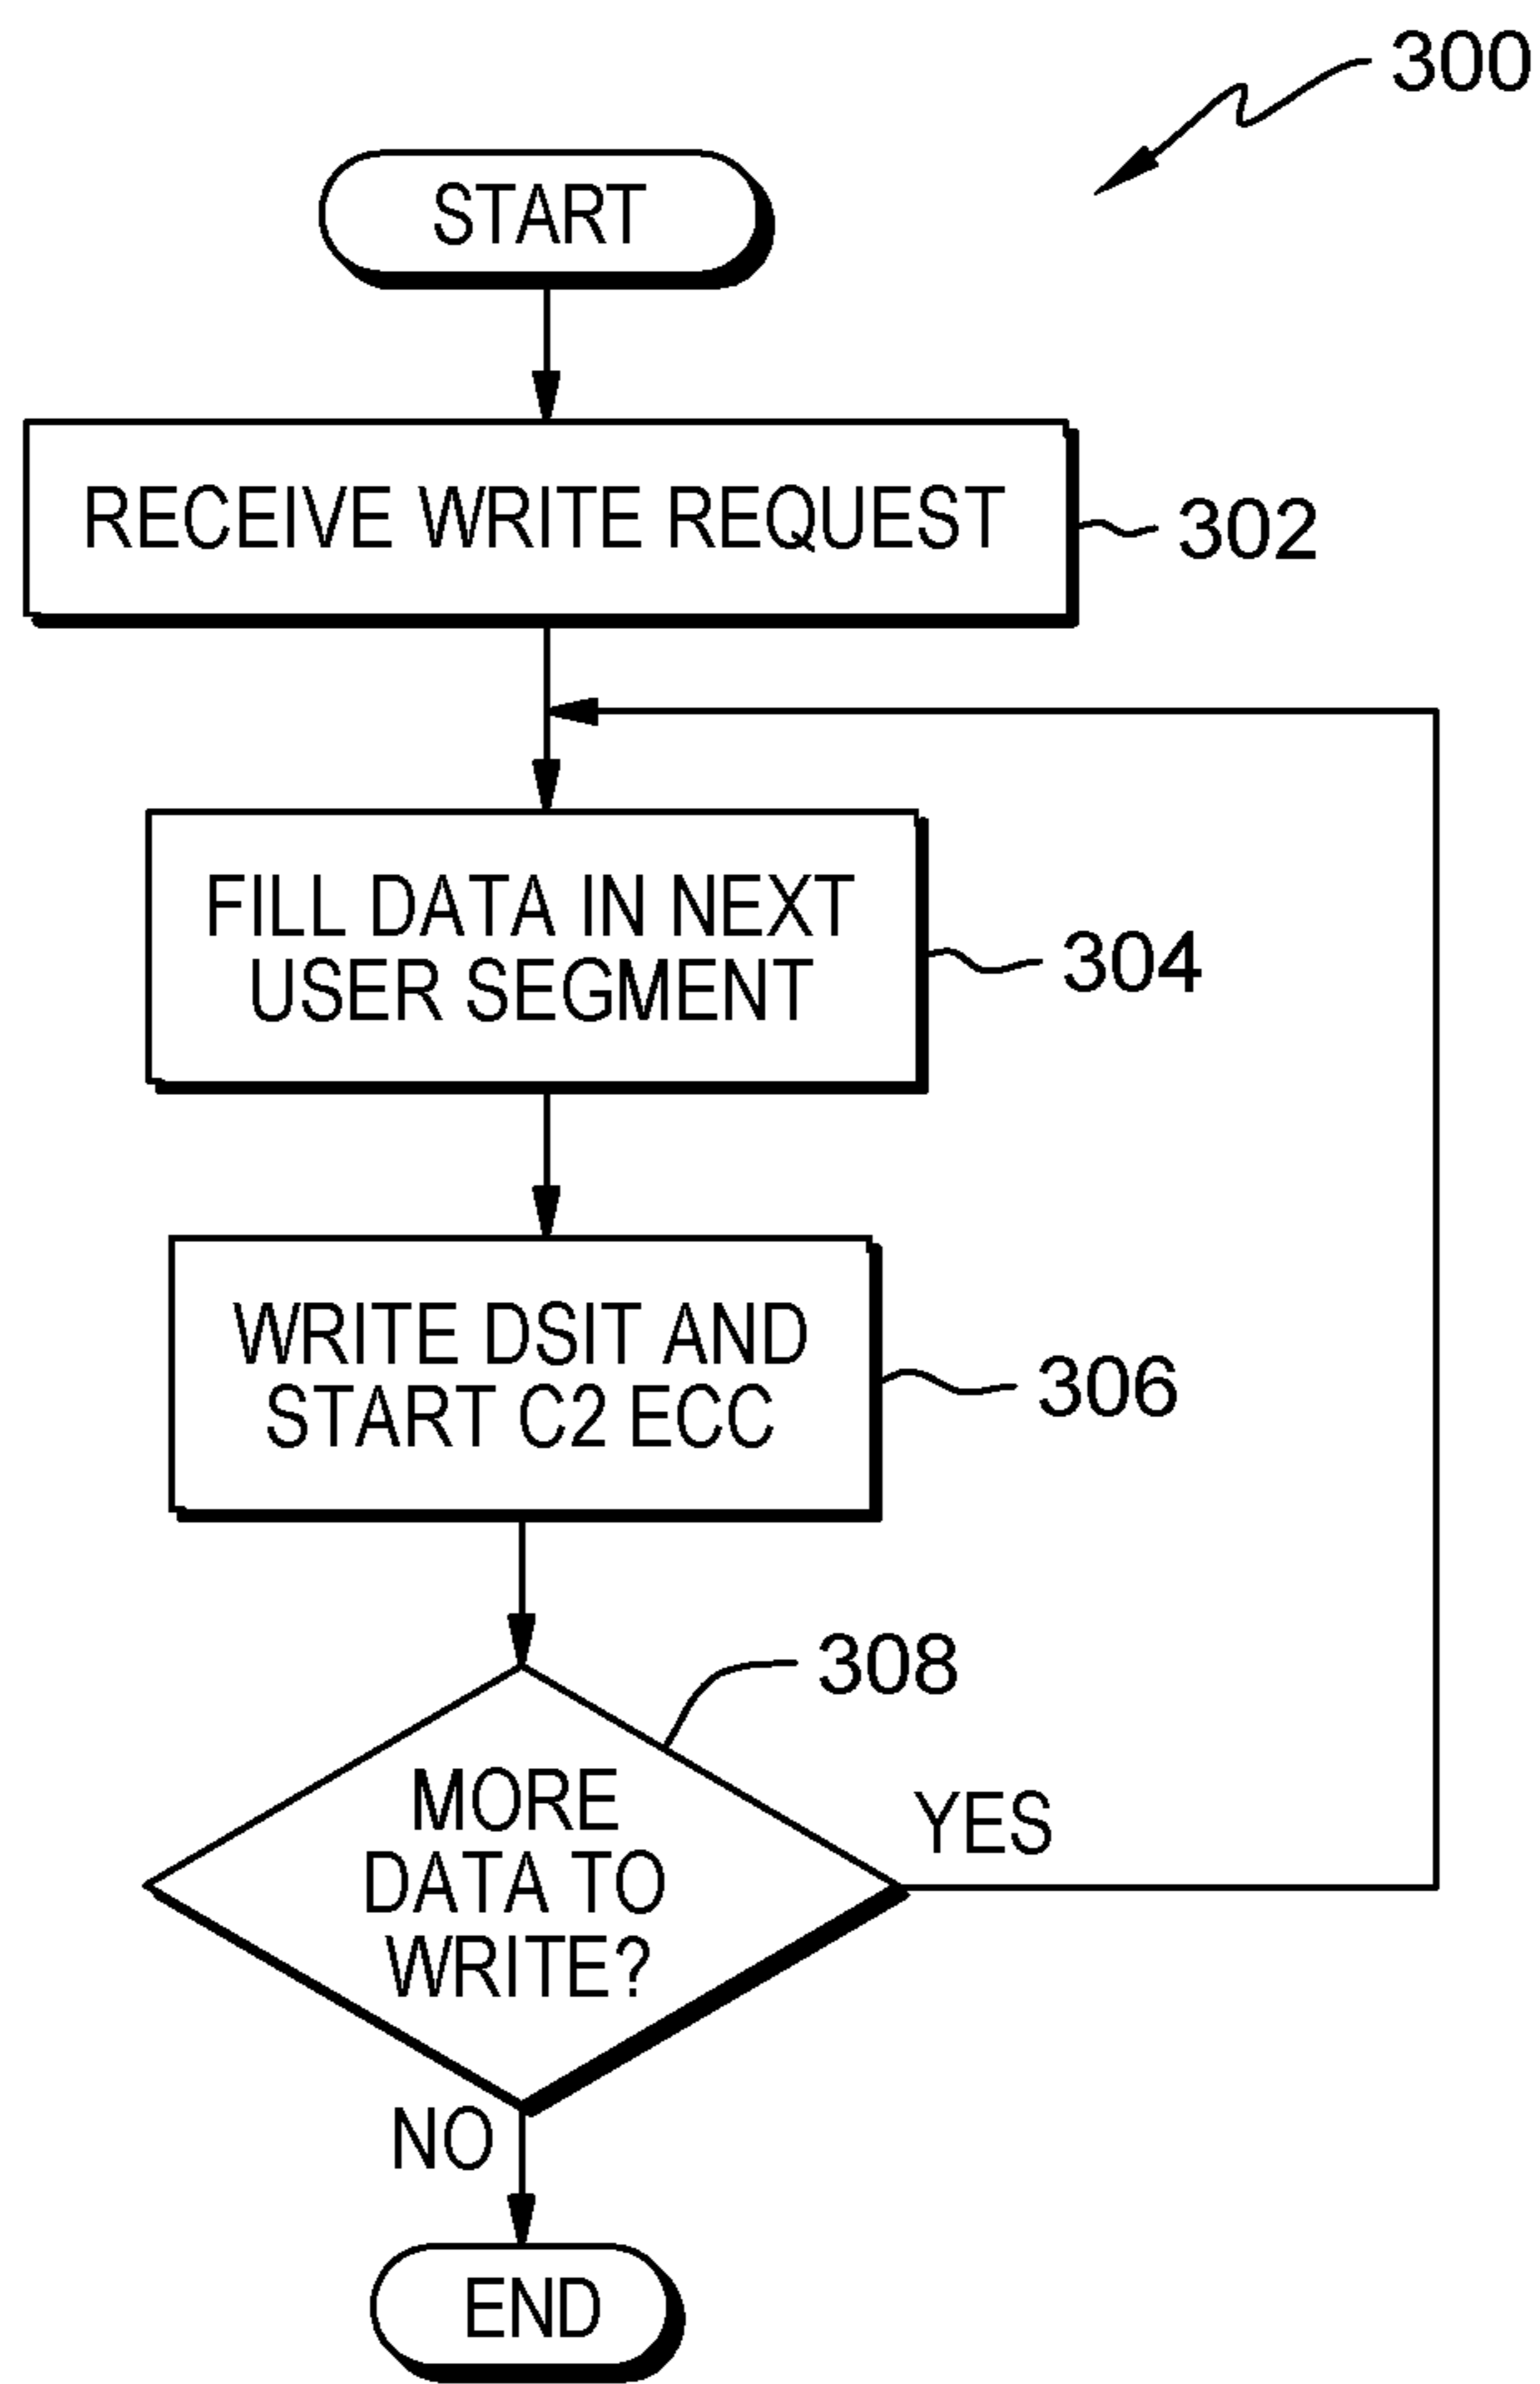 300
START
RECEIVE WRITE REQUEST
302
FILL DATA IN NEXT
USER SEGMENT
304
WRITE DSIT AND
START C2 ECC
306
308
MORE
DATA TO
WRITE?
YES
NO
END